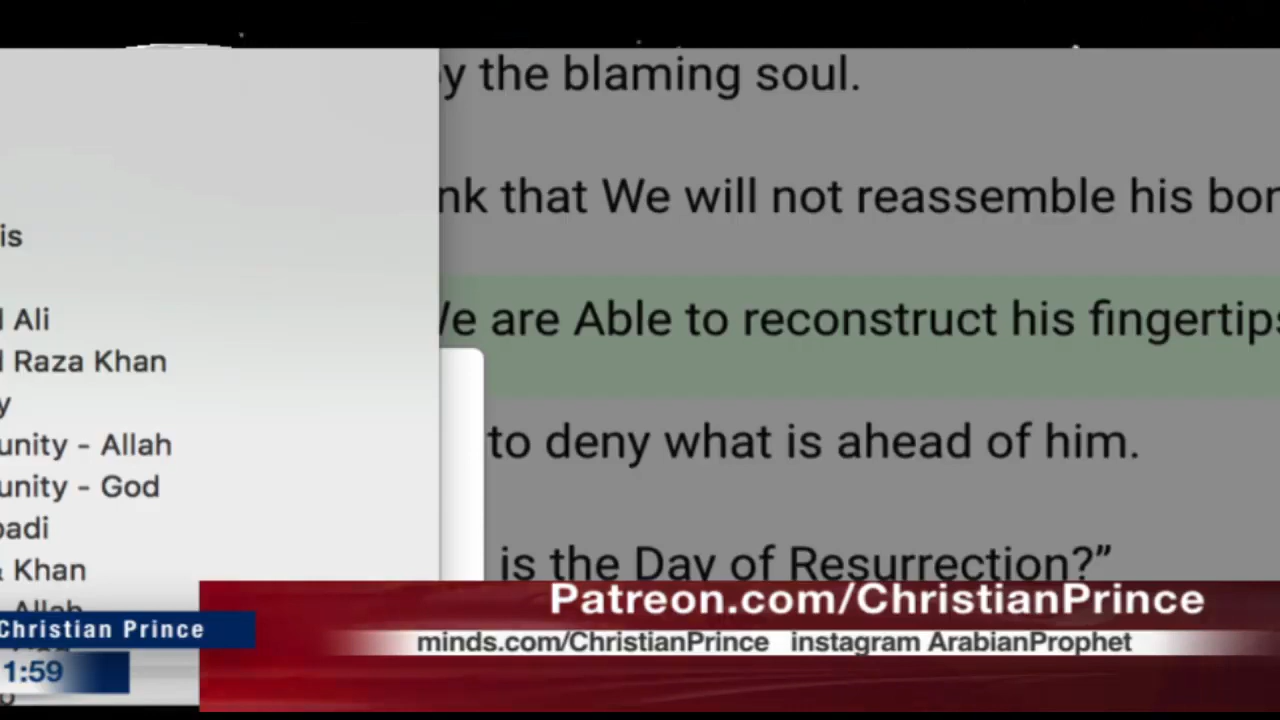 y the blaming soul.
nk that We will not reassemble his bon
We are Able to reconstruct his fingertips
to deny what is ahead of him.
is the Day of Resurrection?”
is
l Ali
l Raza Khan
y
unity - Allah
unity - God
badi
& Khan
Allah
Patreon.com/ChristianPrince
minds.com/ChristianPrince instagram ArabianProphet
Christian Prince
1:59